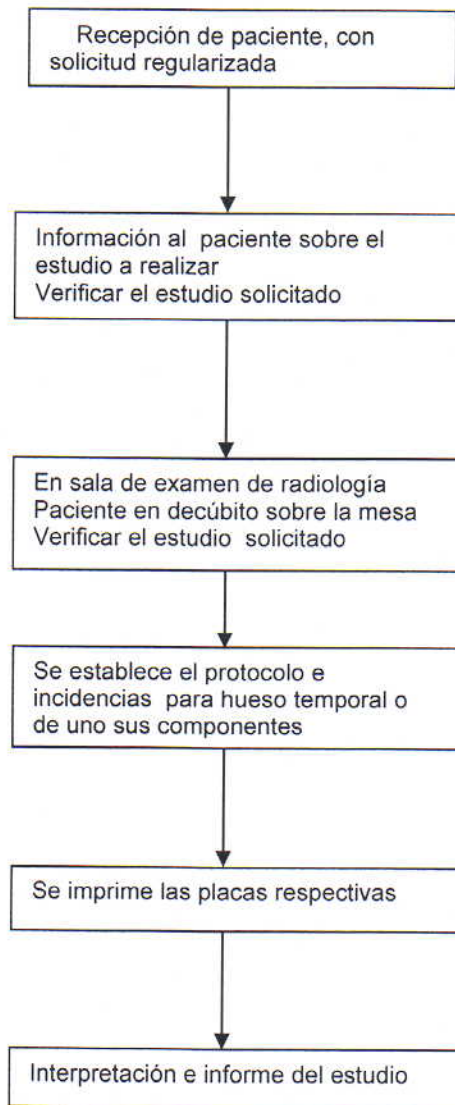 Recepción de paciente, con
solicitud regularizada
Información al paciente sobre el
estudio a realizar
Verificar el estudio solicitado
En sala de examen de radiología
Paciente en decúbito sobre la mesa
Verificar el estudio solicitado
Se establece el protocolo e
incidencias para hueso temporal o
de uno sus componentes
Se imprime las placas respectivas
Interpretación e informe del estudio